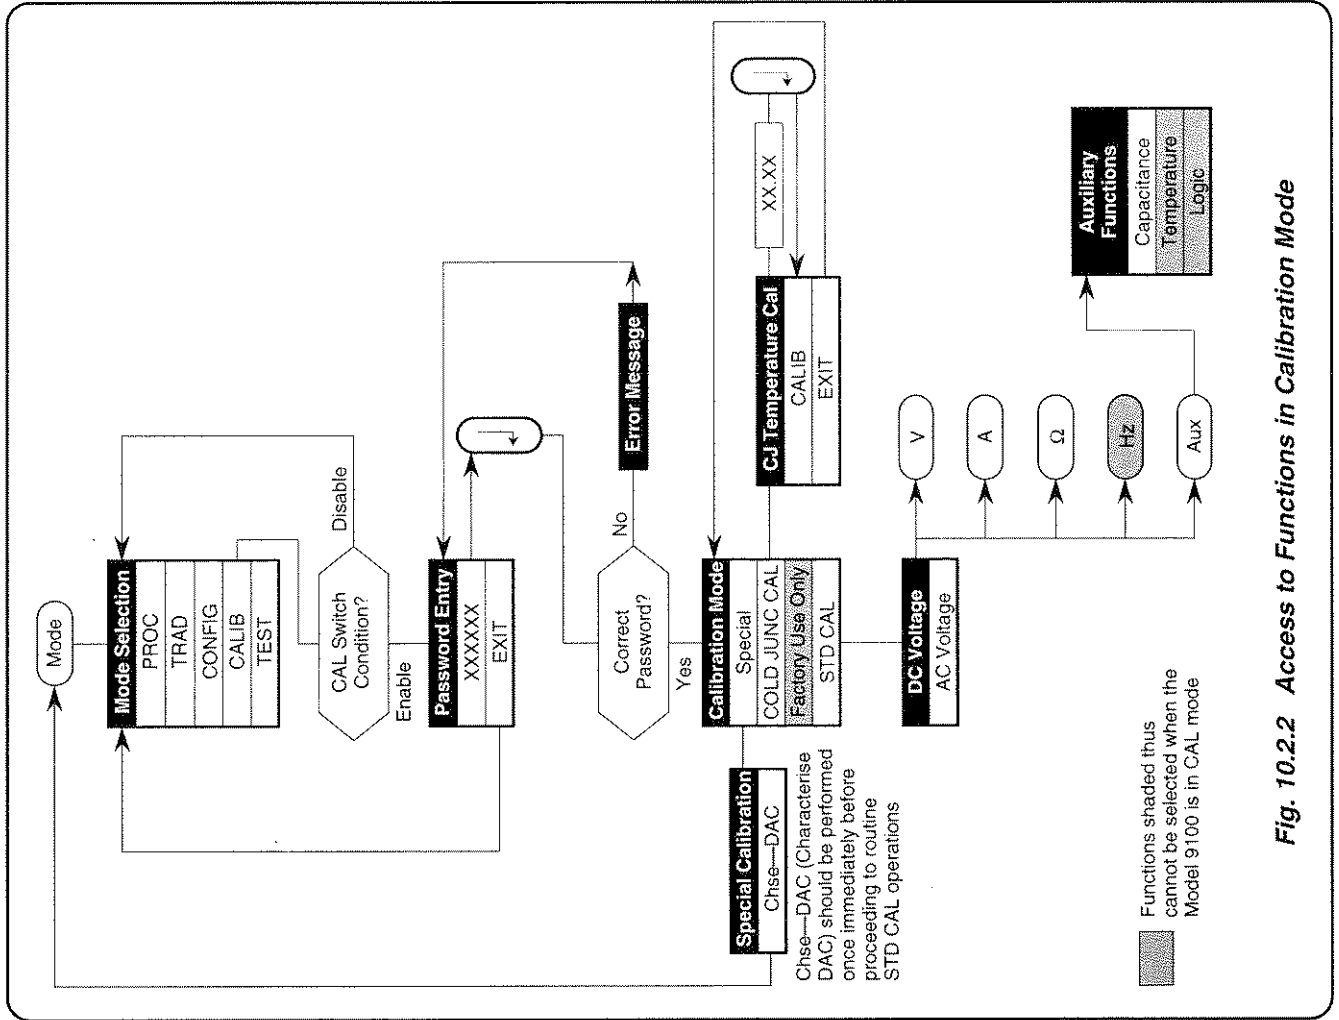 Mode
Mode Selection
PROC
TRAD
CONFIG
CALIB
TEST
CAL Switch
Condition?
Disable
Enable
Password Entry
XXXXXX
EXIT
Correct
Password?
No
Error Message
Yes
Calibration Mode
Special
COLD JUNC CAL
Factory Use Only
STD CAL
Special Calibration
Chse—DAC
Chse—DAC (Characterise
DAC) should be performed
once immediately before
proceeding to routine
STD CAL operations
CJ Temperature Cal
CALIB
EXIT
XX.XX
DC Voltage
AC Voltage
V
A
Ω
Hz
Aux
Auxiliary
Functions
Capacitance
Temperature
Logic
Functions shaded thus
cannot be selected when the
Model 9100 is in CAL mode
Fig. 10.2.2 Access to Functions in Calibration Mode